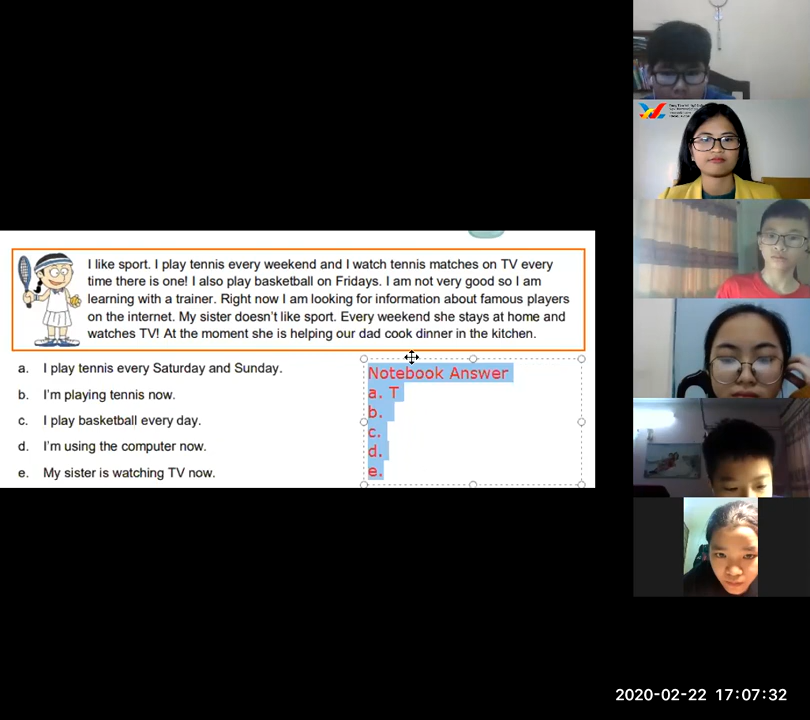 I like sport. I play tennis every weekend and I watch tennis matches on TV every
time there is one! I also play basketball on Fridays. I am not very good so I am
learning with a trainer. Right now I am looking for information about famous players
on the internet. My sister doesn't like sport. Every weekend she stays at home and
watches TV! At the moment she is helping our dad cook dinner in the kitchen.
a. I play tennis every Saturday and Sunday.
b. I'm playing tennis now.
c. I play basketball every day.
d. I'm using the computer now.
e. My sister is watching TV now.
Notebook Answer
a. T
b.
c.
d.
e.
2020-02-22 17:07:32